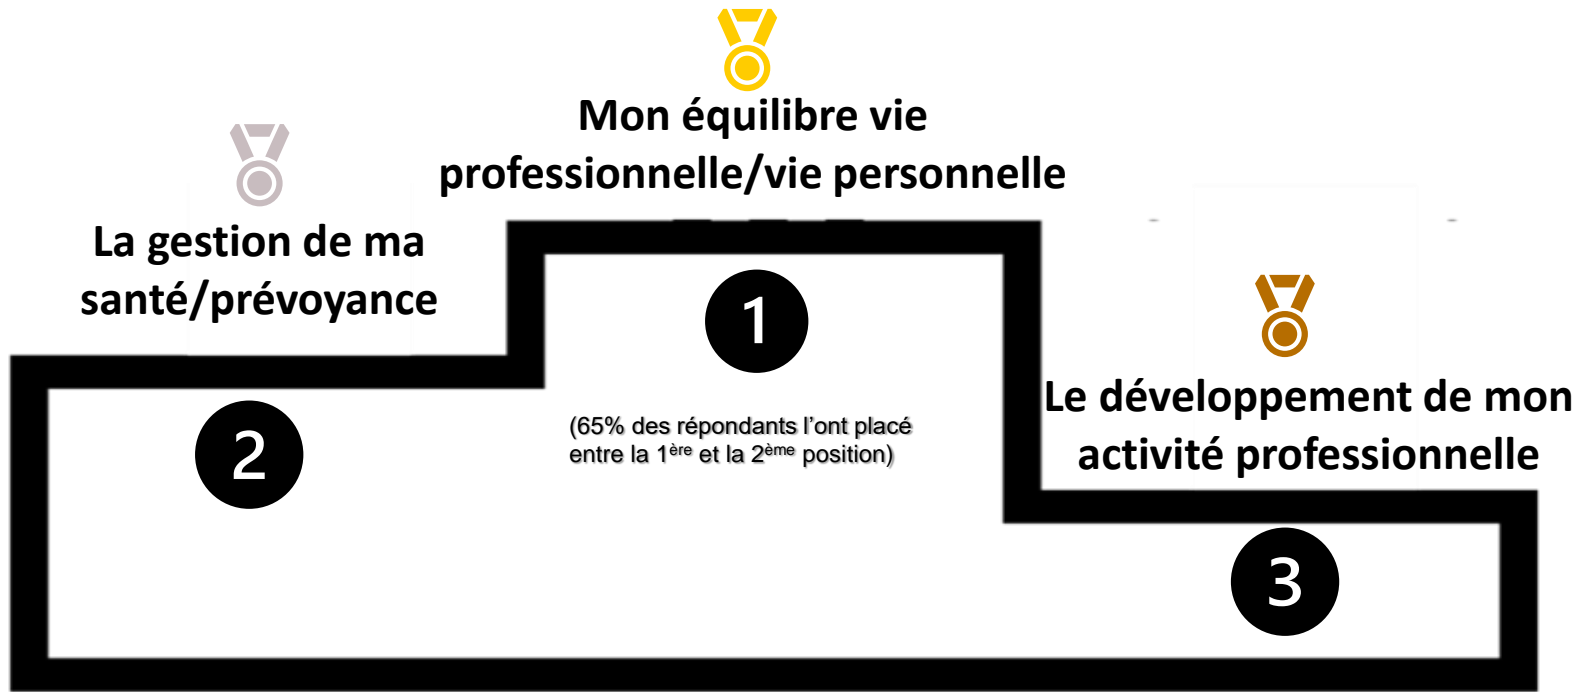 Mon équilibre vie
professionnelle/vie personnelle
La gestion de ma
santé/prévoyance
1
Le développement de mon
activité professionnelle
2
(65% des répondants l’ont placé
entre la 1ère et la 2ème position)
3